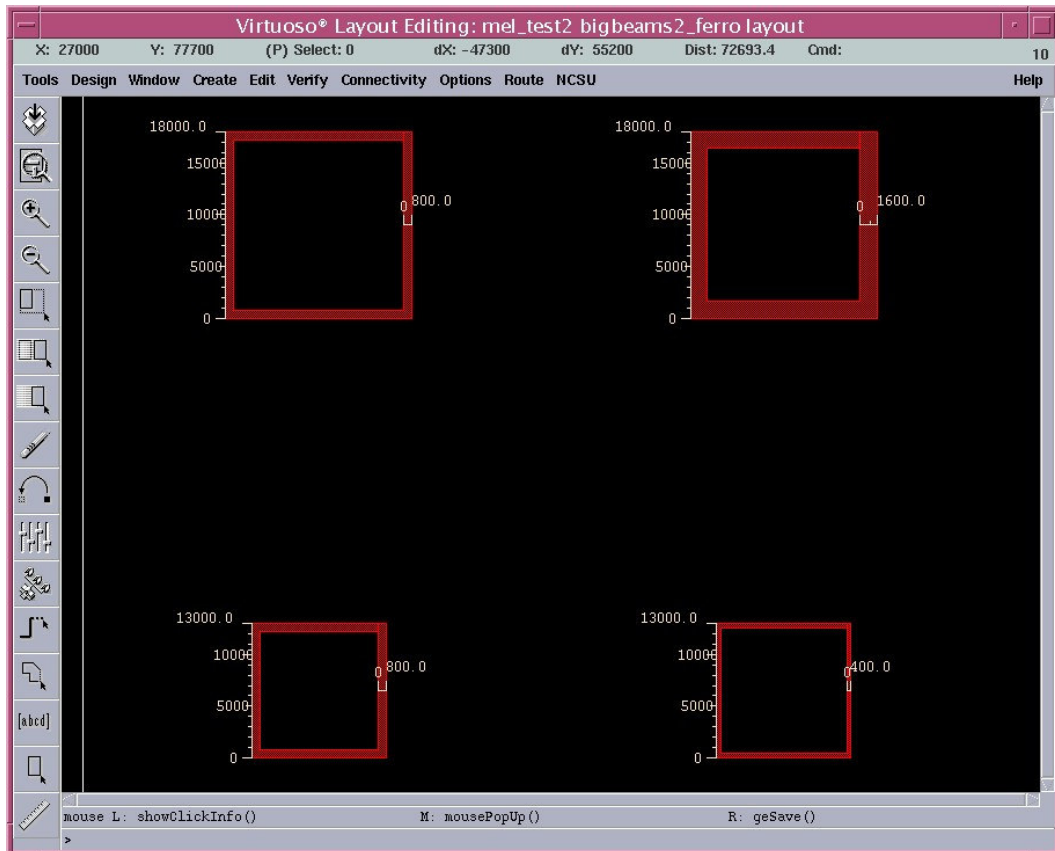 Virtuoso® Layout Editing: mel_test2 bigbeams2_ferro layout
X: 27000 Y: 77700 (P) Select: 0 dX: -47300 dY: 55200 Dist: 72693.4 Cmd: 10
Tools Design Window Create Edit Verify Connectivity Options Route NCSU Help
18000.0 18000.0
15000 15000
0 800.0 0 1600.0
10000 10000
5000 5000
0 0
13000.0 13000.0
10000 10000
0 800.0 0 400.0
5000 5000
[abcd]
0 0
mouse L: showClickInfo() M: mousePopUp() R: geSave()
>